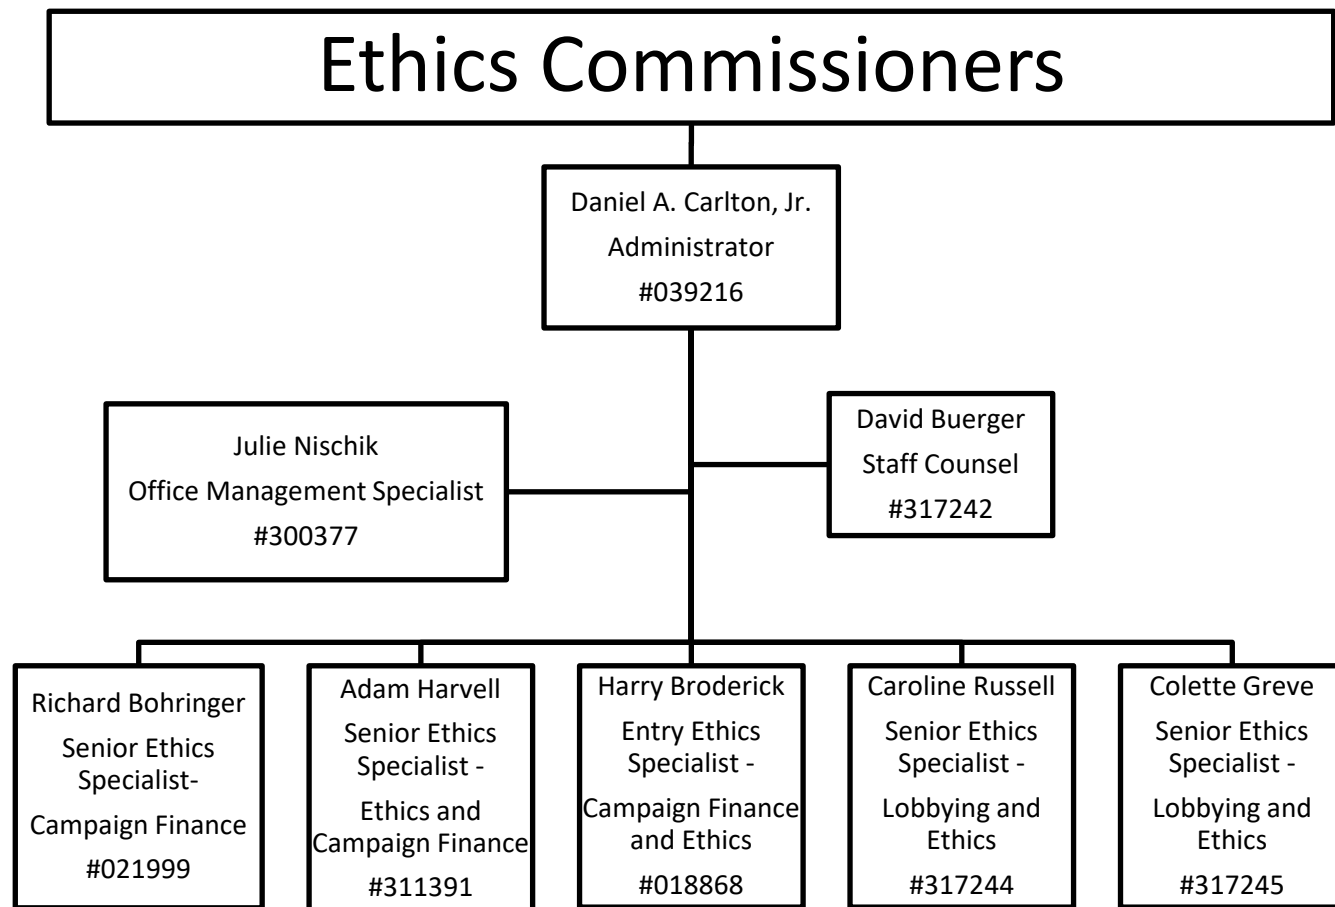 Ethics Commissioners
Daniel A. Carlton, Jr.
Administrator
#039216
Julie Nischik
Office Management Specialist
#300377
David Buerger
Staff Counsel
#317242
Richard Bohringer
Senior Ethics
Specialist-
Campaign Finance
#021999
Adam Harvell
Senior Ethics
Specialist -
Ethics and
Campaign Finance
#311391
Harry Broderick
Entry Ethics
Specialist -
Campaign Finance
and Ethics
#018868
Caroline Russell
Senior Ethics
Specialist -
Lobbying and
Ethics
#317244
Colette Greve
Senior Ethics
Specialist -
Lobbying and
Ethics
#317245